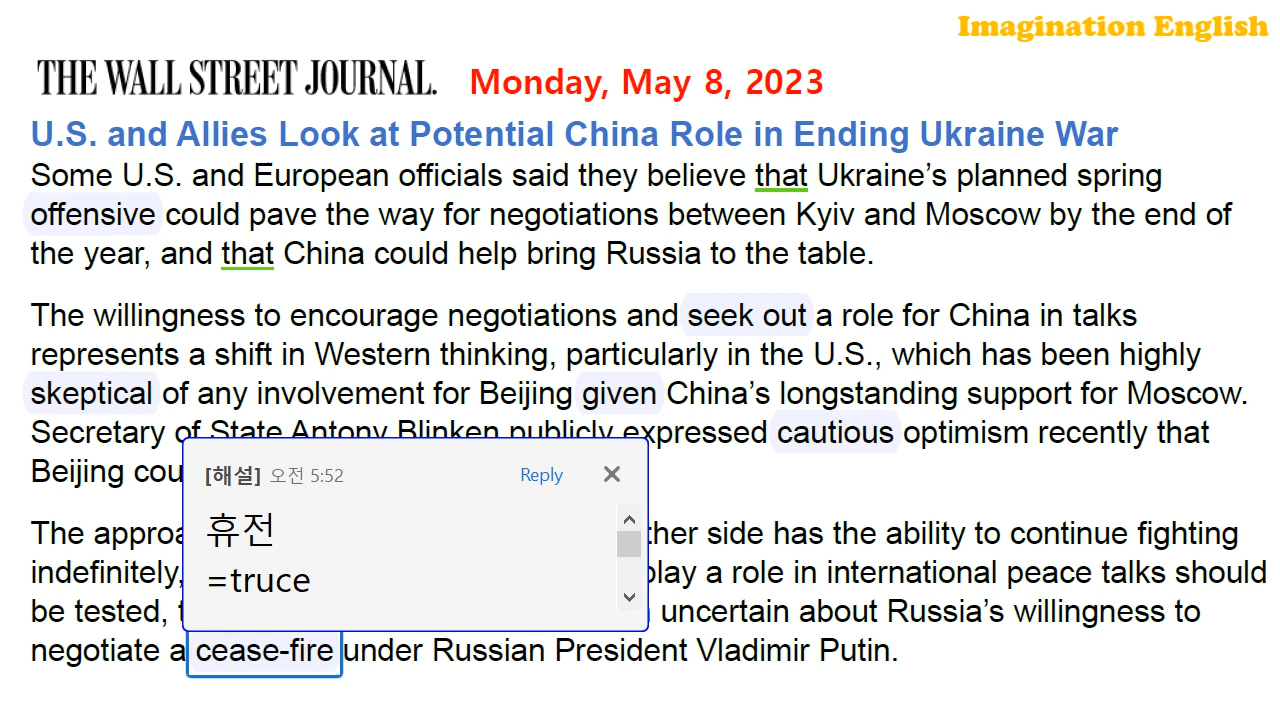 Imagination English
THE WALL STREET JOURNAL. Monday, May 8, 2023
U.S. and Allies Look at Potential China Role in Ending Ukraine War
Some U.S. and European officials said they believe that Ukraine’s planned spring
offensive could pave the way for negotiations between Kyiv and Moscow by the end of
the year, and that China could help bring Russia to the table.
The willingness to encourage negotiations and seek out a role for China in talks
represents a shift in Western thinking, particularly in the U.S., which has been highly
skeptical of any involvement for Beijing given China’s longstanding support for Moscow.
Secretary of State Antony Blinken publicly expressed cautious optimism recently that
Beijing
[해설] 오전 5:52 Reply
휴전
=truce
The side has the ability to continue fighting
indefinitely, a role in international peace talks should
be tested, uncertain about Russia’s willingness to
negotiate a cease-fire under Russian President Vladimir Putin.